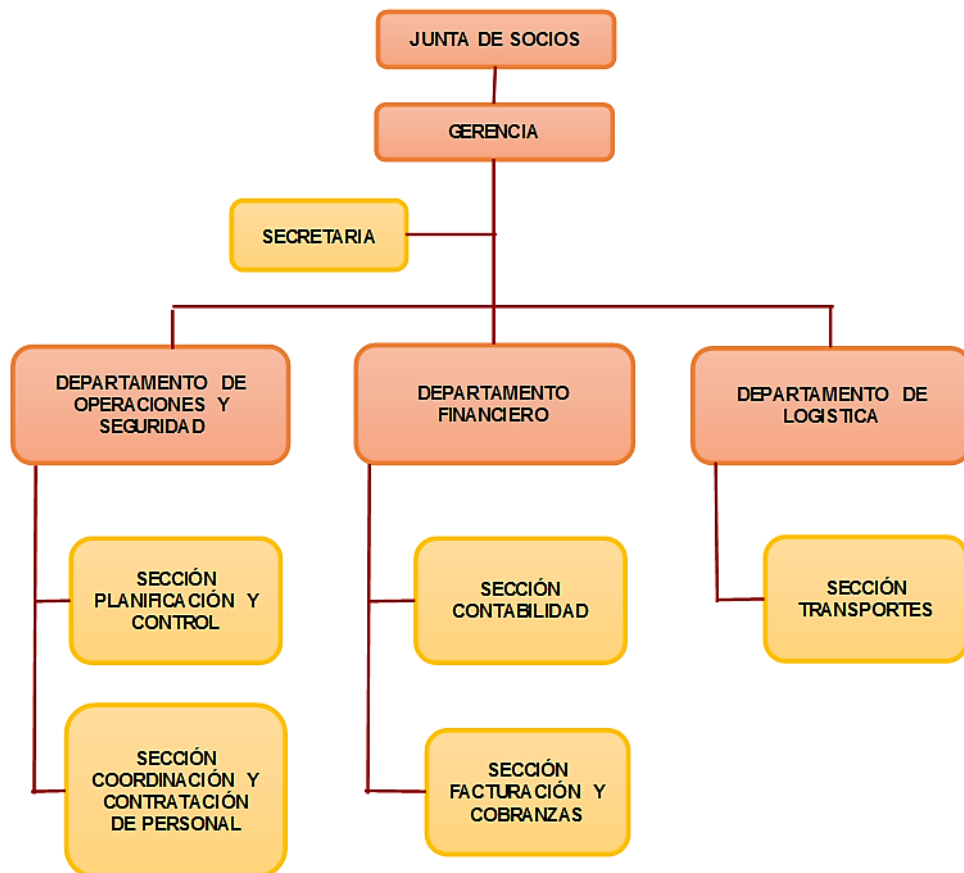 JUNTA DE SOCIOS
GERENCIA
SECRETARIA
DEPARTAMENTO DE
OPERACIONES Y
SEGURIDAD
DEPARTAMENTO
FINANCIERO
DEPARTAMENTO DE
LOGISTICA
SECCIÓN
PLANIFICACIÓN Y
CONTROL
SECCIÓN
CONTABILIDAD
SECCIÓN
TRANSPORTES
SECCIÓN
COORDINACIÓN Y
CONTRATACIÓN
DE PERSONAL
SECCIÓN
FACTURACIÓN Y
COBRANZAS